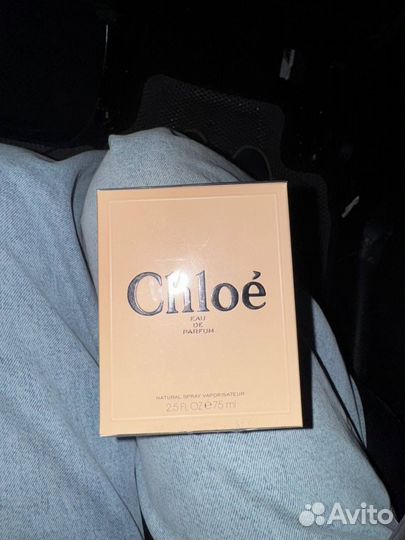 Chloé
EAU
DE
PARFUM
NATURAL SPRAY VAPORISATEUR
2.5 FL OZ e 75 ml
Avito